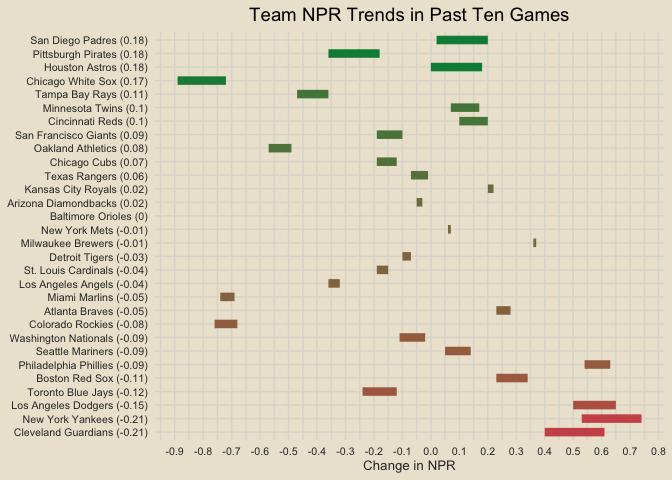 Team NPR Trends in Past Ten Games
San Diego Padres (0.18)
Pittsburgh Pirates (0.18)
Houston Astros (0.18)
Chicago White Sox (0.17)
Tampa Bay Rays (0.11)
Minnesota Twins (0.1)
Cincinnati Reds (0.1)
San Francisco Giants (0.09)
Oakland Athletics (0.08)
Chicago Cubs (0.07)
Texas Rangers (0.06)
Kansas City Royals (0.02)
Arizona Diamondbacks (0.02)
Baltimore Orioles (0)
New York Mets (-0.01)
Milwaukee Brewers (-0.01)
Detroit Tigers (-0.03)
St. Louis Cardinals (-0.04)
Los Angeles Angels (-0.04)
Miami Marlins (-0.05)
Atlanta Braves (-0.05)
Colorado Rockies (-0.08)
Washington Nationals (-0.09)
Seattle Mariners (-0.09)
Philadelphia Phillies (-0.09)
Boston Red Sox (-0.11)
Toronto Blue Jays (-0.12)
Los Angeles Dodgers (-0.15)
New York Yankees (-0.21)
Cleveland Guardians (-0.21)
-0.9 -0.8 -0.7 -0.6 -0.5 -0.4 -0.3 -0.2 -0.1 0.0 0.1 0.2 0.3 0.4 0.5 0.6 0.7 0.8
Change in NPR